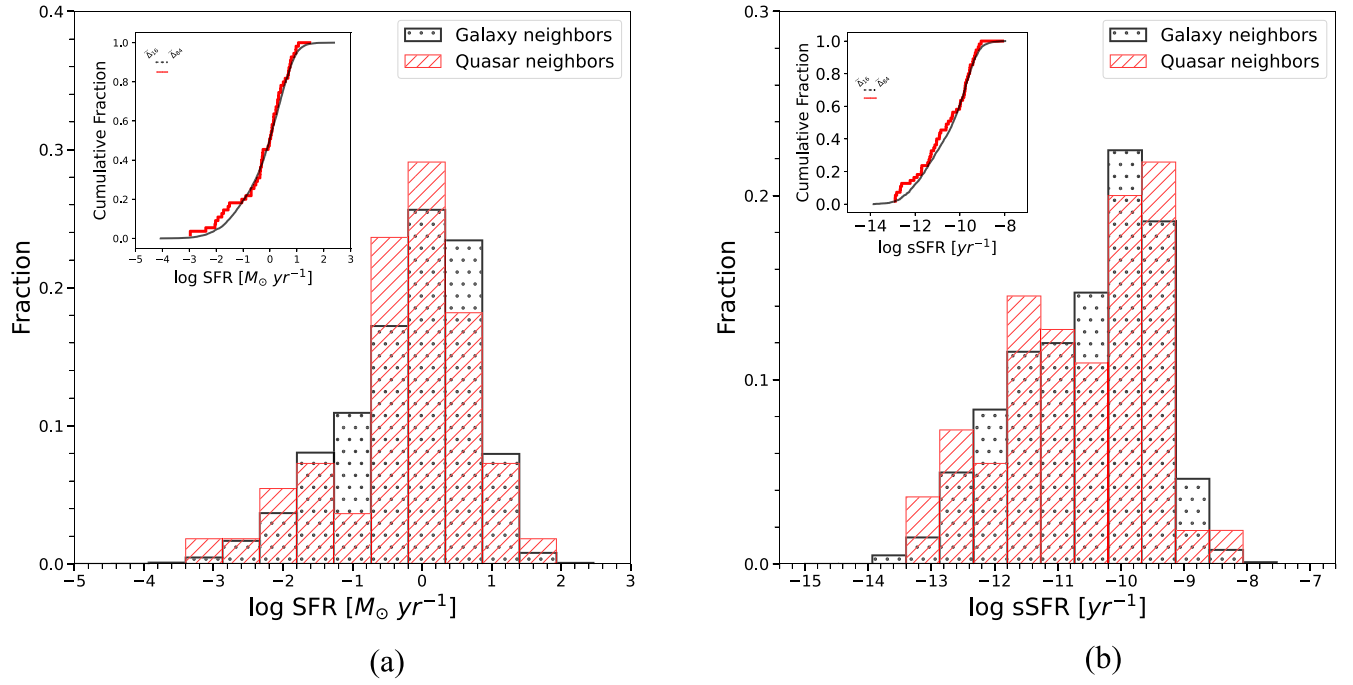 0.4
0.3
0.2
0.1
0.0
Fraction
−5 −4 −3 −2 −1 0 1 2 3
log SFR [M⊙ yr⁻¹]
Galaxy neighbors
Quasar neighbors
1.0
0.8
0.6
0.4
0.2
0.0
Cumulative Fraction
Δ̄₁₆ Δ̄₈₄
−5 −4 −3 −2 −1 0 1 2 3
log SFR [M⊙ yr⁻¹]
(a)
0.3
0.2
0.1
0.0
Fraction
−15 −14 −13 −12 −11 −10 −9 −8 −7
log sSFR [yr⁻¹]
Galaxy neighbors
Quasar neighbors
1.0
0.8
0.6
0.4
0.2
0.0
Cumulative Fraction
Δ̄₁₆ Δ̄₈₄
−14 −12 −10 −8
log sSFR [yr⁻¹]
(b)